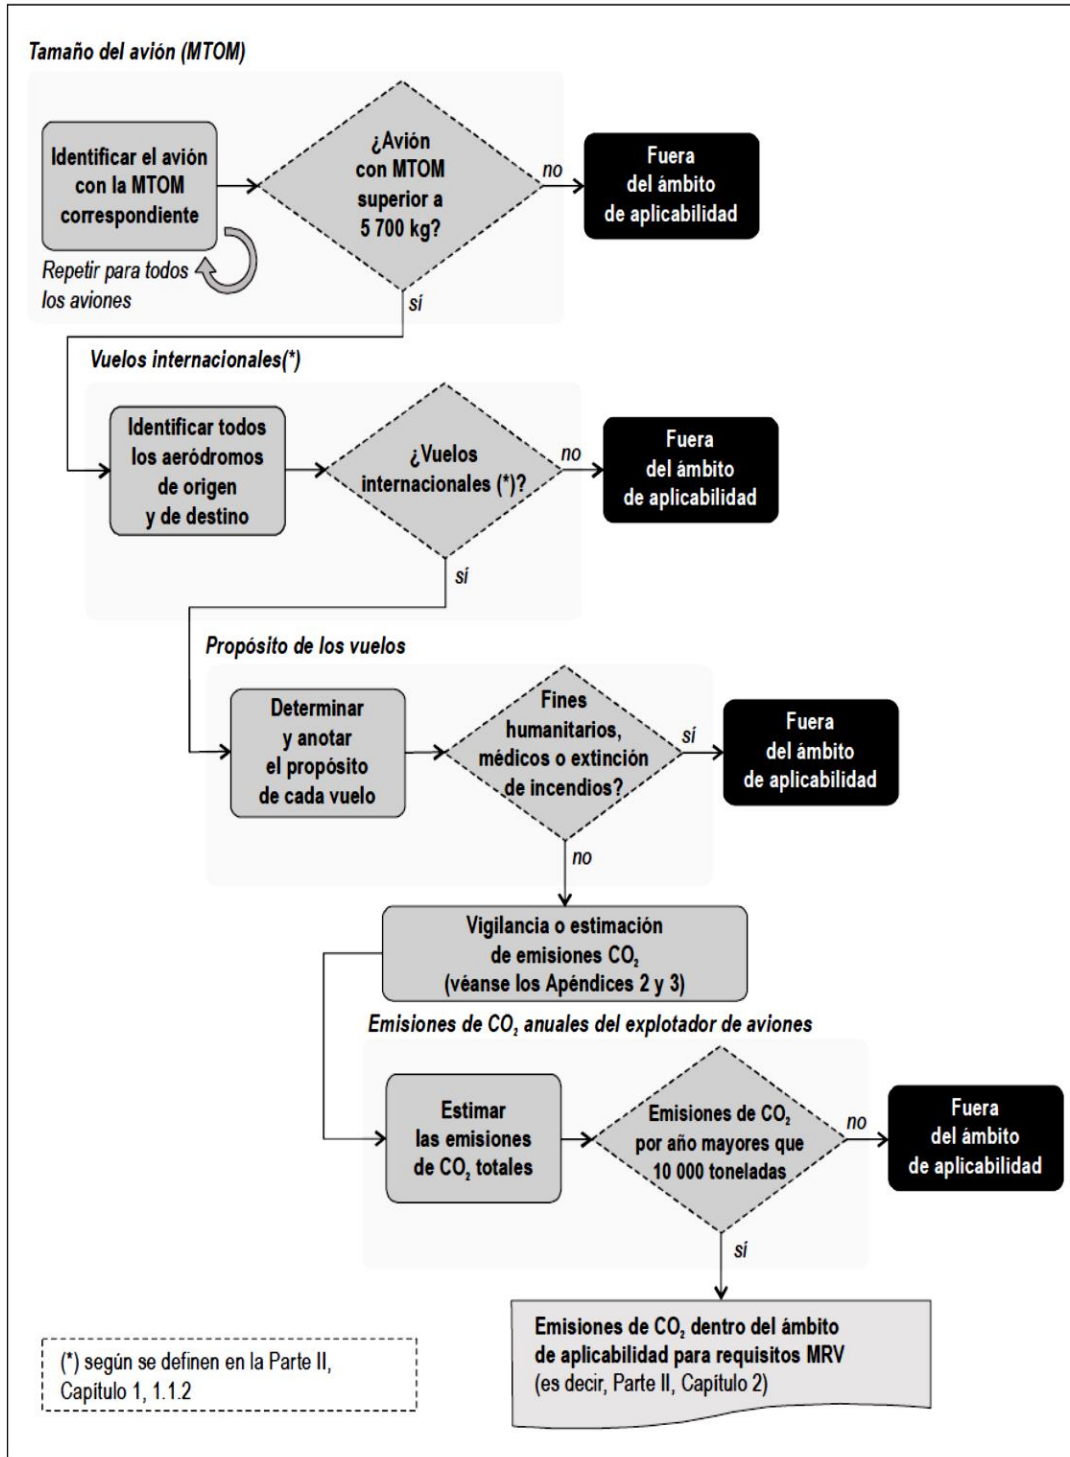 Tamaño del avión (MTOM)
Identificar el avión
con la MTOM
correspondiente
Repetir para todos
los aviones
¿Avión
con MTOM
superior a
5 700 kg?
no
Fuera
del ámbito
de aplicabilidad
sí
Vuelos internacionales(*)
Identificar todos
los aeródromos
de origen
y de destino
¿Vuelos
internacionales (*)?
no
Fuera
del ámbito
de aplicabilidad
sí
Propósito de los vuelos
Determinar
y anotar
el propósito
de cada vuelo
Fines
humanitarios,
médicos o extinción
de incendios?
sí
Fuera
del ámbito
de aplicabilidad
no
Vigilancia o estimación
de emisiones CO₂
(véanse los Apéndices 2 y 3)
Emisiones de CO₂ anuales del explotador de aviones
Estimar
las emisiones
de CO₂ totales
Emisiones de CO₂
por año mayores que
10 000 toneladas
no
Fuera
del ámbito
de aplicabilidad
sí
Emisiones de CO₂ dentro del ámbito
de aplicabilidad para requisitos MRV
(es decir, Parte II, Capítulo 2)
(*) según se definen en la Parte II,
Capítulo 1, 1.1.2